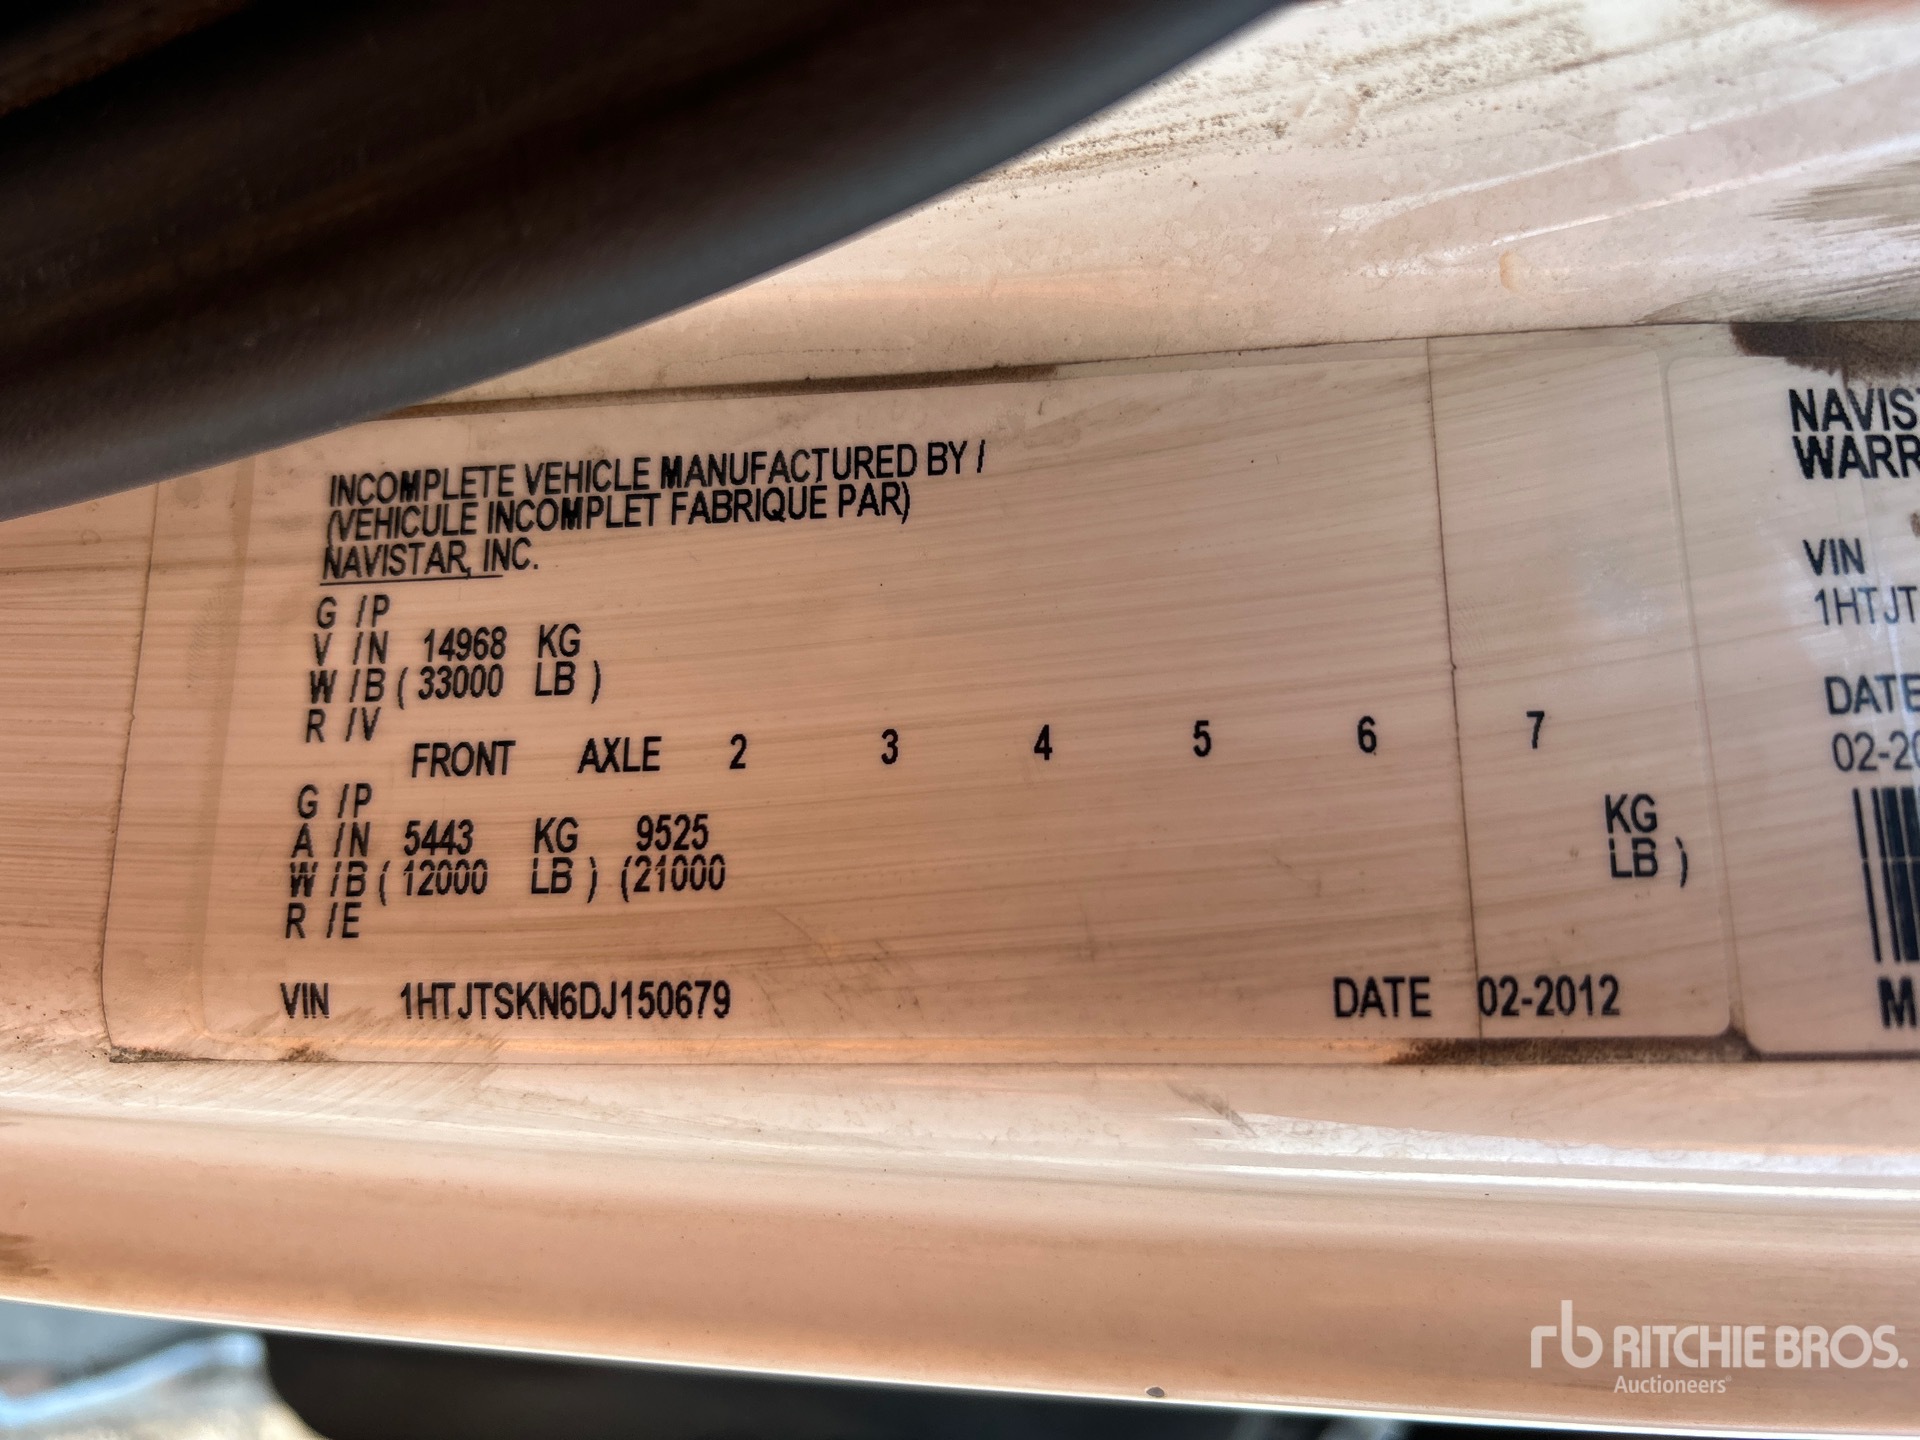 INCOMPLETE VEHICLE MANUFACTURED BY /
(VEHICULE INCOMPLET FABRIQUE PAR)
NAVISTAR, INC.
G /P
V /N 14968 KG
W /B ( 33000 LB )
R /V
FRONT AXLE 2 3 4 5 6 7
G /P
A /N 5443 KG 9525 KG
W /B ( 12000 LB ) (21000 LB )
R /E
VIN 1HTJTSKN6DJ150679 DATE 02-2012
NAVIS
WARR
VIN
1HTJT
DATE
02-20
M
rb RITCHIE BROS.
Auctioneers